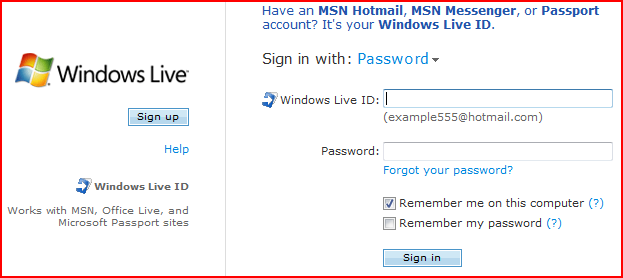 Windows Live
Sign up
Help
Windows Live ID
Works with MSN, Office Live, and
Microsoft Passport sites
Have an MSN Hotmail, MSN Messenger, or Passport
account? It's your Windows Live ID.
Sign in with: Password
Windows Live ID:
(example555@hotmail.com)
Password:
Forgot your password?
Remember me on this computer (?)
Remember my password (?)
Sign in